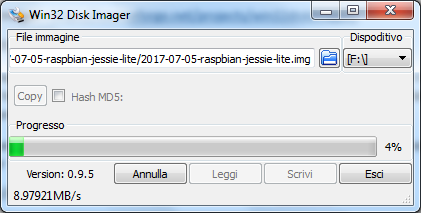 Win32 Disk Imager
File immagine
Dispositivo
'-07-05-raspbian-jessie-lite/2017-07-05-raspbian-jessie-lite.img
[F:\]
Copy
Hash MD5:
Progresso
4%
Version: 0.9.5
Annulla
Leggi
Scrivi
Esci
8.97921MB/s